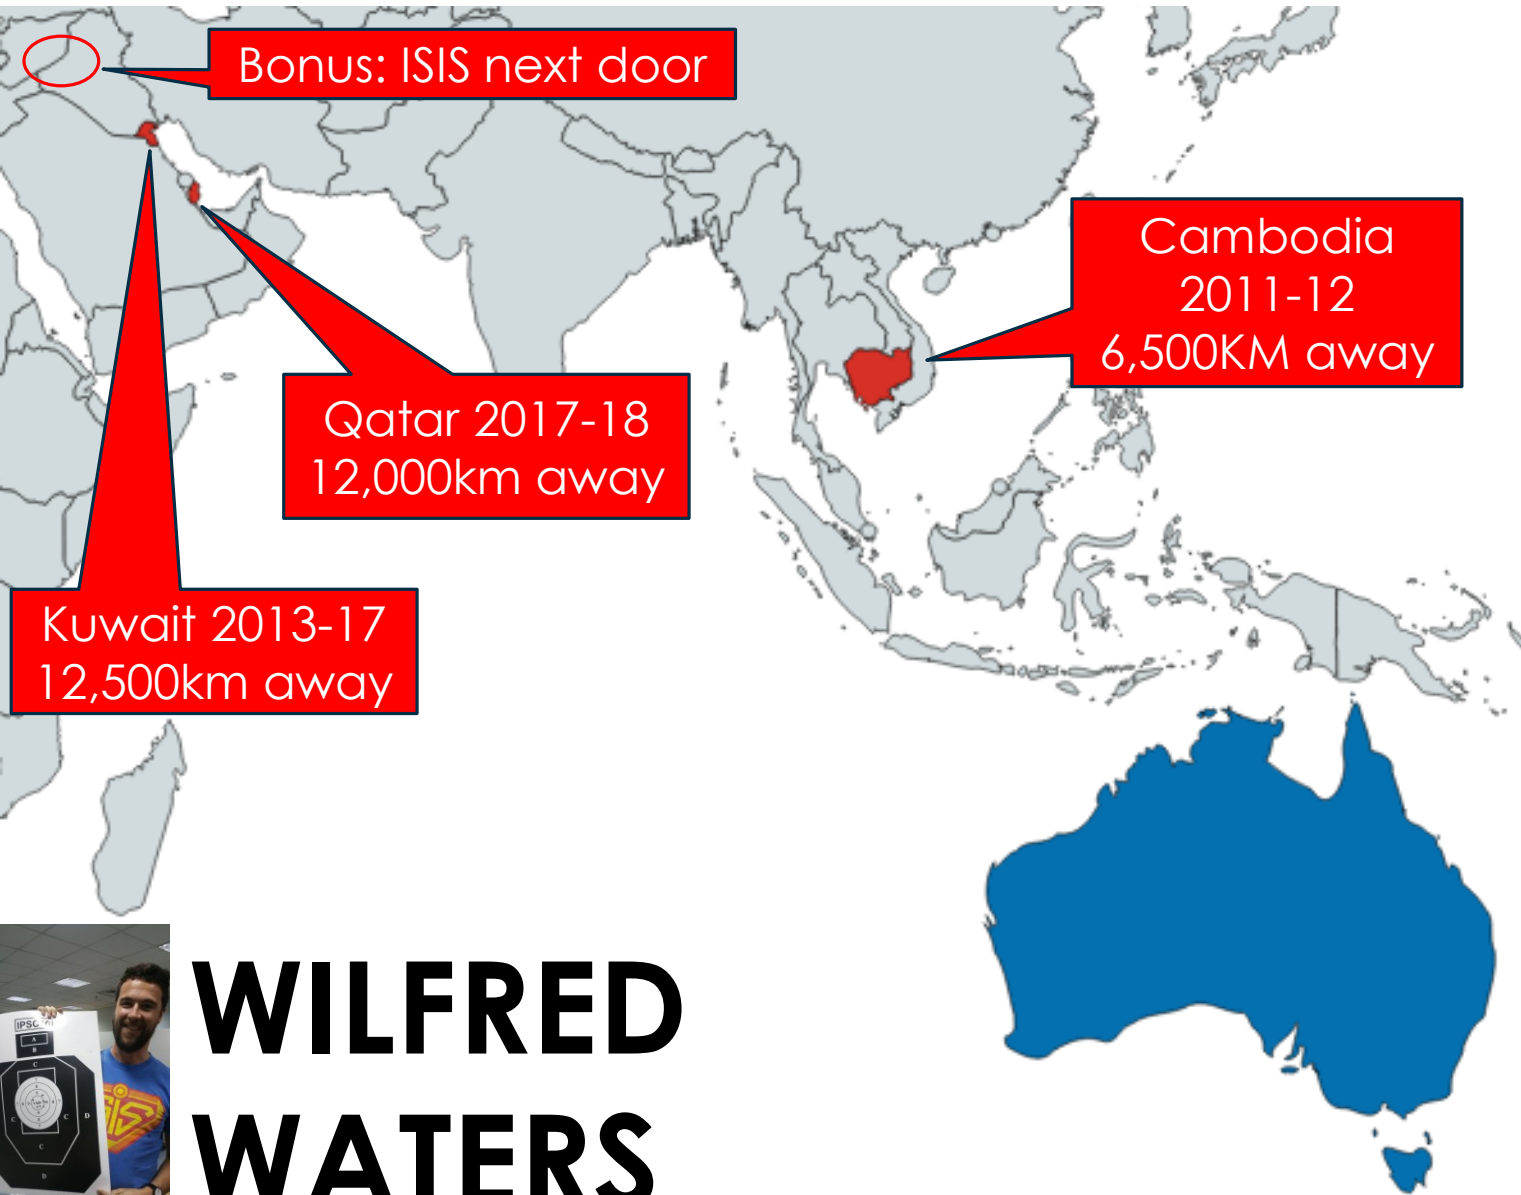 Bonus: ISIS next door
Cambodia
2011-12
6,500KM away
Qatar 2017-18
12,000km away
Kuwait 2013-17
12,500km away
WILFRED
WATERS
A
B
C
C
C
D
C
D